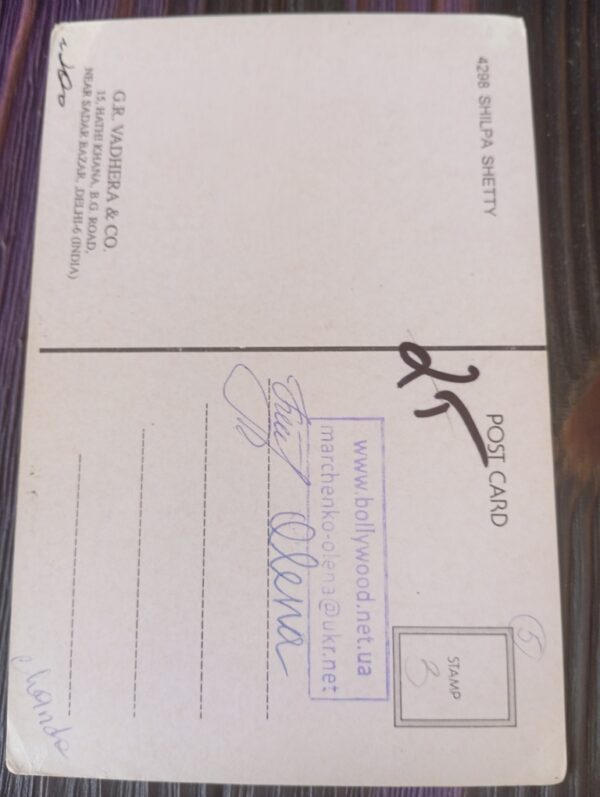 4298 SHILPA SHETTY
G.R. VADHERA & CO.
15, HATHI KHANA, B.G. ROAD,
NEAR SADAR BAZAR, DELHI-6 (INDIA)
POST CARD
STAMP
5
www.bollywood.net.ua
marchenko-olena@ukr.net
Olena